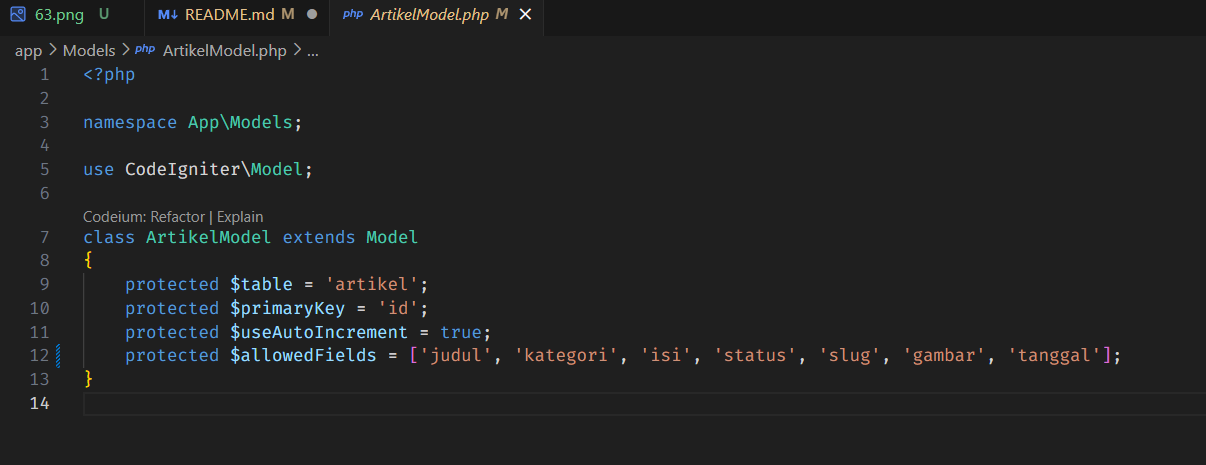 63.png U README.md M php ArtikelModel.php M
app > Models > php ArtikelModel.php > ...
1 <?php
2
3 namespace App\Models;
4
5 use CodeIgniter\Model;
6
Codeium: Refactor | Explain
7 class ArtikelModel extends Model
8 {
9 protected $table = 'artikel';
10 protected $primaryKey = 'id';
11 protected $useAutoIncrement = true;
12 protected $allowedFields = ['judul', 'kategori', 'isi', 'status', 'slug', 'gambar', 'tanggal'];
13 }
14